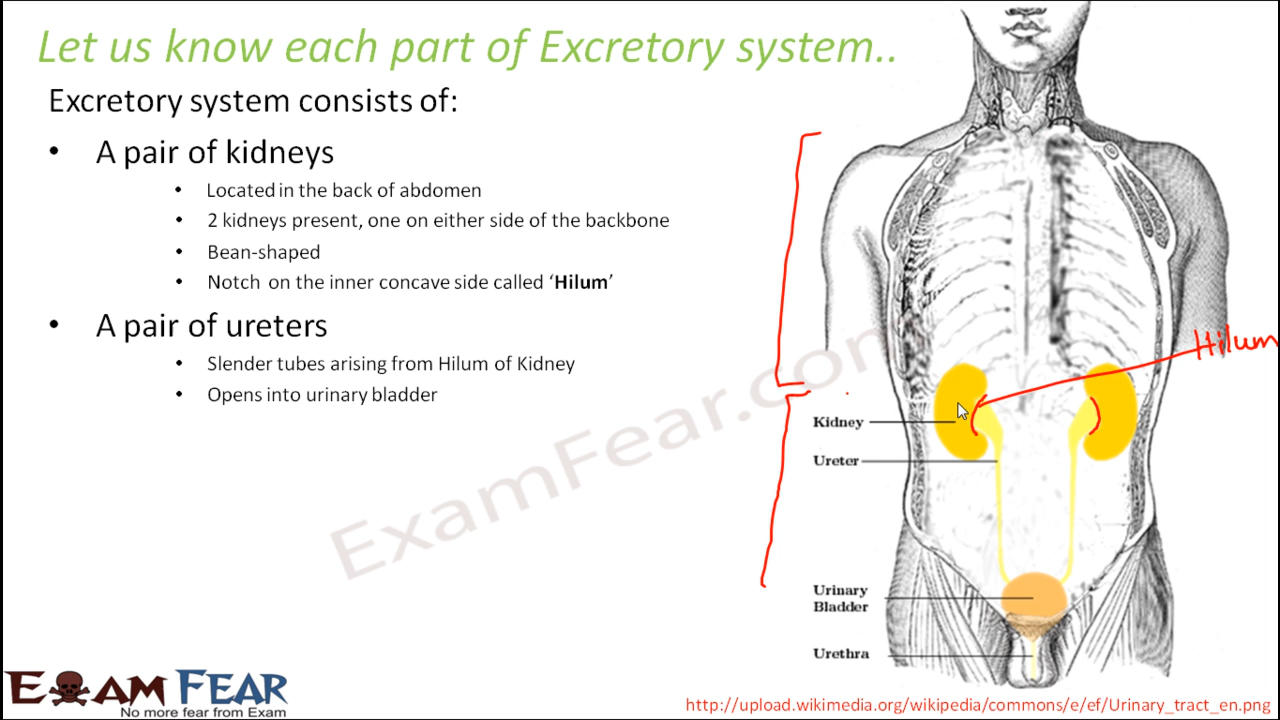 Let us know each part of Excretory system..
Excretory system consists of:
• A pair of kidneys
• Located in the back of abdomen
• 2 kidneys present, one on either side of the backbone
• Bean-shaped
• Notch on the inner concave side called ‘Hilum’
• A pair of ureters
• Slender tubes arising from Hilum of Kidney
• Opens into urinary bladder
Hilum
Kidney
Ureter
Urinary
Bladder
Urethra
ExamFear.com
EXAM FEAR
No more fear from Exam
http://upload.wikimedia.org/wikipedia/commons/e/ef/Urinary_tract_en.png